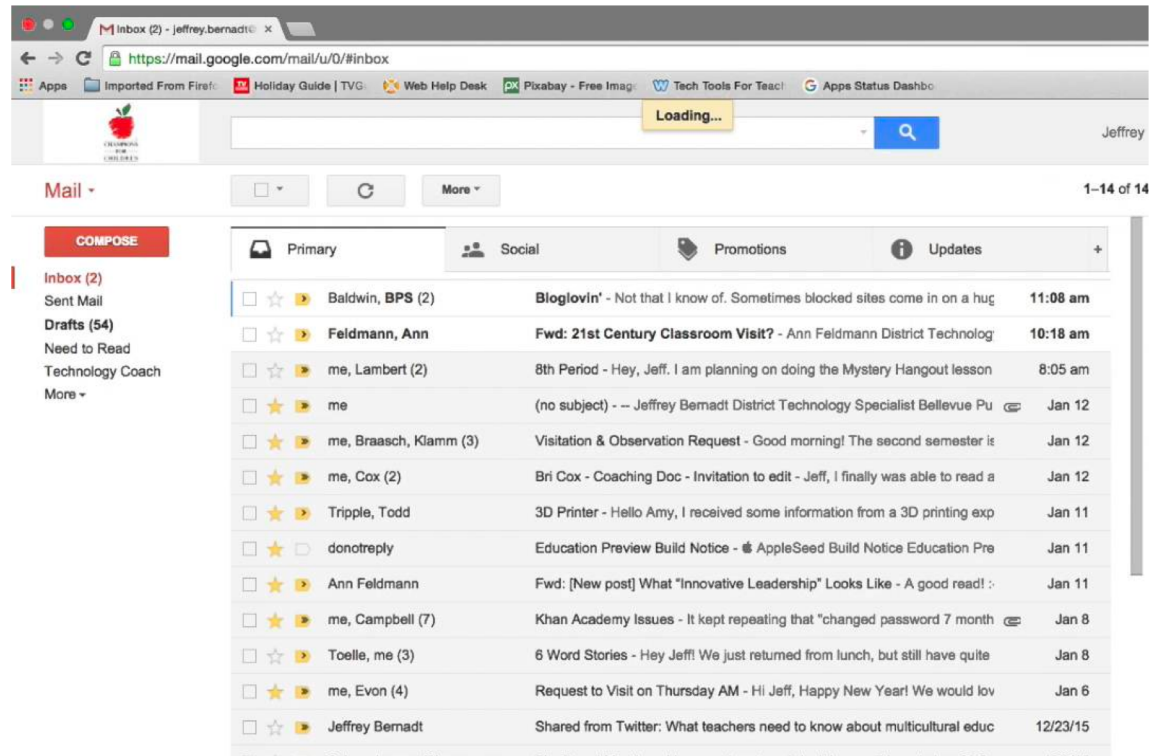 Inbox (2) - jeffrey.bernadt@ ×
https://mail.google.com/mail/u/0/#inbox
Apps Imported From Firefo Holiday Guide | TVG Web Help Desk Pixabay - Free Image Tech Tools For Teach Apps Status Dashbo
Loading...
CHAMPIONS
FOR
CHILDREN
Jeffrey
Mail
More
1–14 of 14
COMPOSE
Primary Social Promotions Updates +
Inbox (2)
Sent Mail
Drafts (54)
Need to Read
Technology Coach
More
Baldwin, BPS (2) Bloglovin' - Not that I know of. Sometimes blocked sites come in on a hug 11:08 am
Feldmann, Ann Fwd: 21st Century Classroom Visit? - Ann Feldmann District Technology 10:18 am
me, Lambert (2) 8th Period - Hey, Jeff. I am planning on doing the Mystery Hangout lesson 8:05 am
me (no subject) - -- Jeffrey Bernadt District Technology Specialist Bellevue Pu Jan 12
me, Braasch, Klamm (3) Visitation & Observation Request - Good morning! The second semester is Jan 12
me, Cox (2) Bri Cox - Coaching Doc - Invitation to edit - Jeff, I finally was able to read a Jan 12
Tripple, Todd 3D Printer - Hello Amy, I received some information from a 3D printing exp Jan 11
donotreply Education Preview Build Notice - AppleSeed Build Notice Education Pre Jan 11
Ann Feldmann Fwd: [New post] What "Innovative Leadership" Looks Like - A good read! :- Jan 11
me, Campbell (7) Khan Academy Issues - It kept repeating that "changed password 7 month Jan 8
Toelle, me (3) 6 Word Stories - Hey Jeff! We just returned from lunch, but still have quite Jan 8
me, Evon (4) Request to Visit on Thursday AM - Hi Jeff, Happy New Year! We would lov Jan 6
Jeffrey Bernadt Shared from Twitter: What teachers need to know about multicultural educ 12/23/15